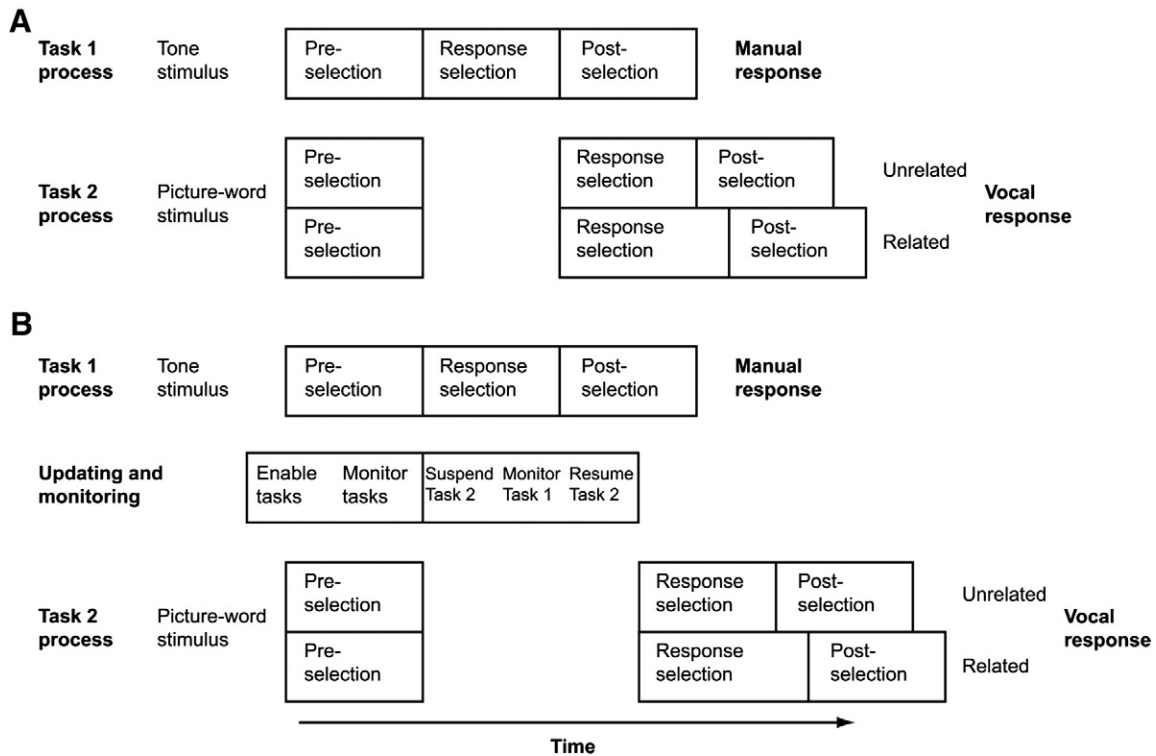 A
Task 1 process
Tone stimulus
Pre-
selection
Response
selection
Post-
selection
Manual
response
Task 2
process
Picture-word
stimulus
Pre-
selection
Pre-
selection
Response
selection
Post-
selection
Unrelated
Response
selection
Post-
selection
Related
Vocal
response
B
Task 1
process
Tone
stimulus
Pre-
selection
Response
selection
Post-
selection
Manual
response
Updating and
monitoring
Enable
tasks
Monitor
tasks
Suspend
Task 2
Monitor
Task 1
Resume
Task 2
Task 2
process
Picture-word
stimulus
Pre-
selection
Pre-
selection
Response
selection
Post-
selection
Unrelated
Response
selection
Post-
selection
Related
Vocal
response
Time